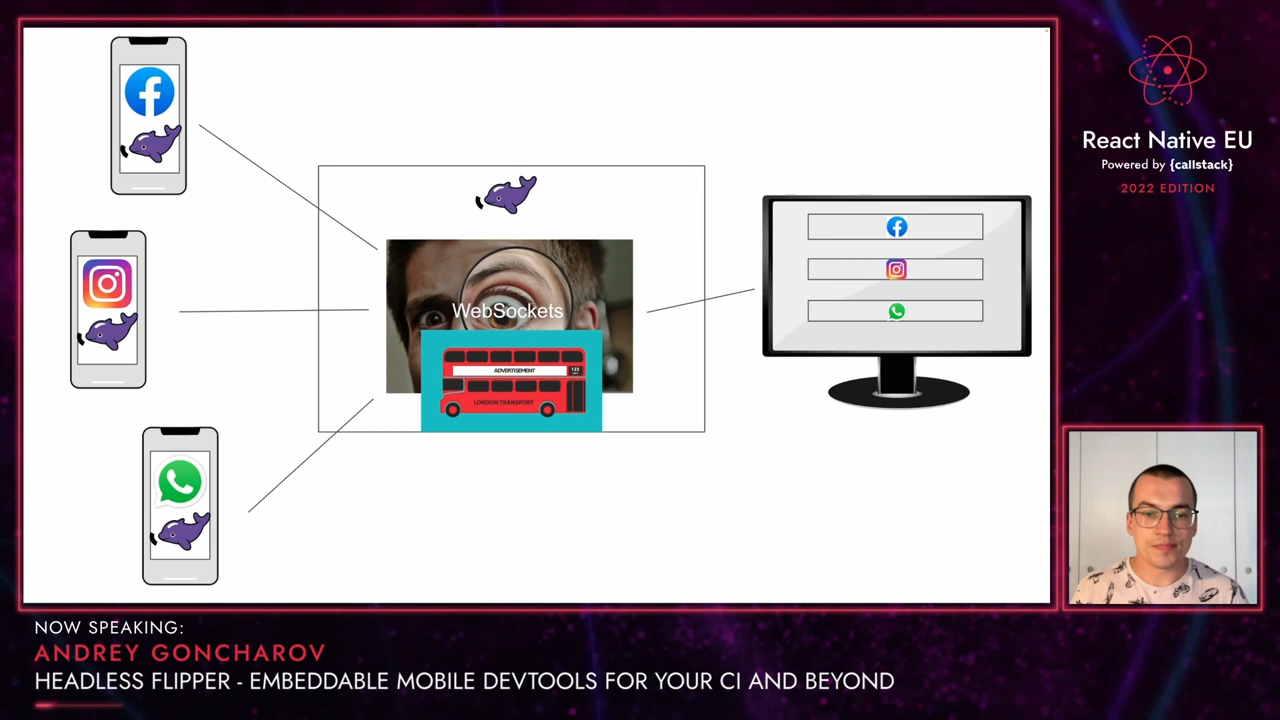 WebSockets
ADVERTISEMENT
123
LONDON TRANSPORT
React Native EU
Powered by {callstack}
2022 EDITION
NOW SPEAKING:
ANDREY GONCHAROV
HEADLESS FLIPPER - EMBEDDABLE MOBILE DEVTOOLS FOR YOUR CI AND BEYOND